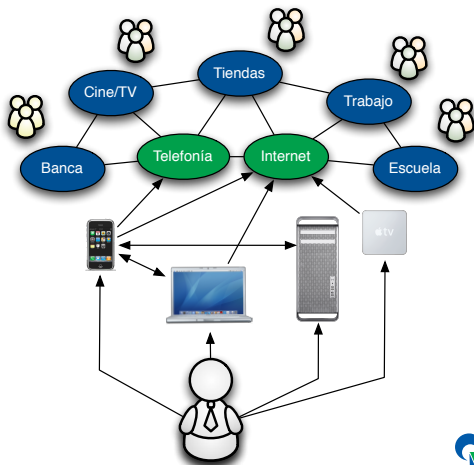 Tiendas
Cine/TV
Trabajo
Telefonía
Internet
Banca
Escuela
tv